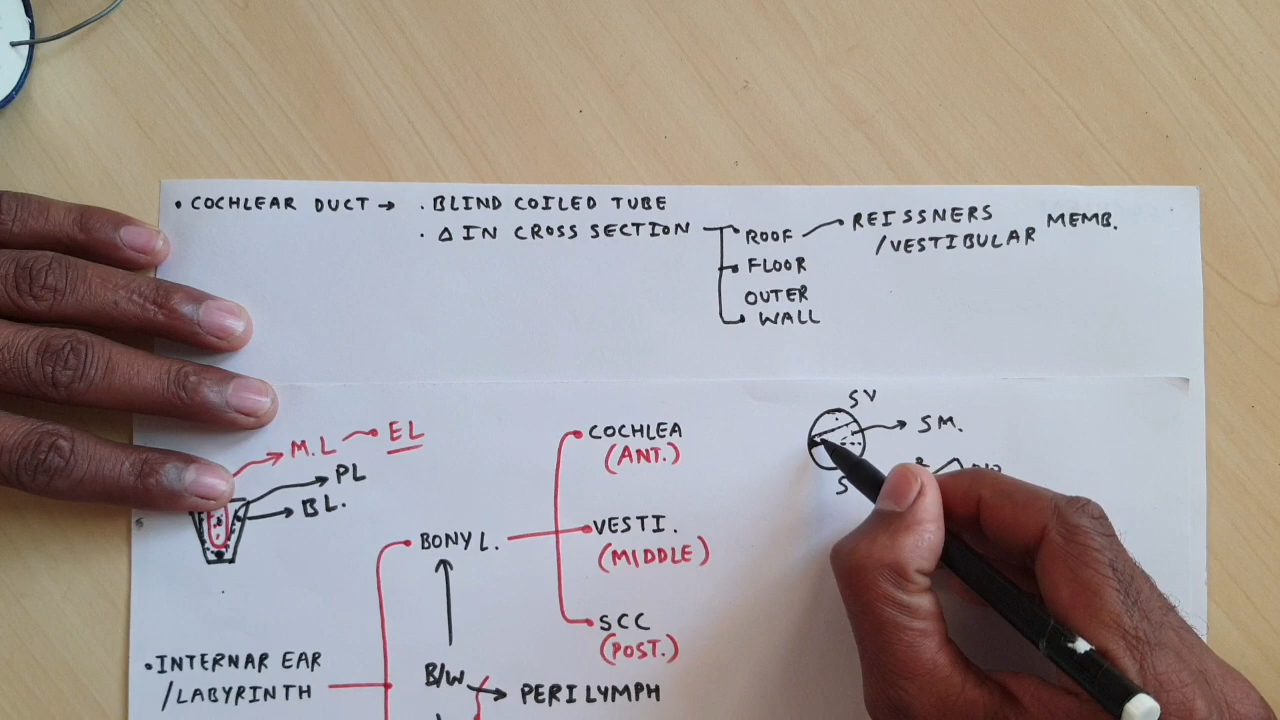 • COCHLEAR DUCT → . BLIND COILED TUBE
. Δ IN CROSS SECTION
ROOF
REISSNERS
/VESTIBULAR MEMB.
FLOOR
OUTER
WALL
SV
SM.
S
M.L
EL
PL
BL.
COCHLEA
(ANT.)
BONY L.
VESTI.
(MIDDLE)
SCC
(POST.)
• INTERNAR EAR
/LABYRINTH
B/W → PERILYMPH